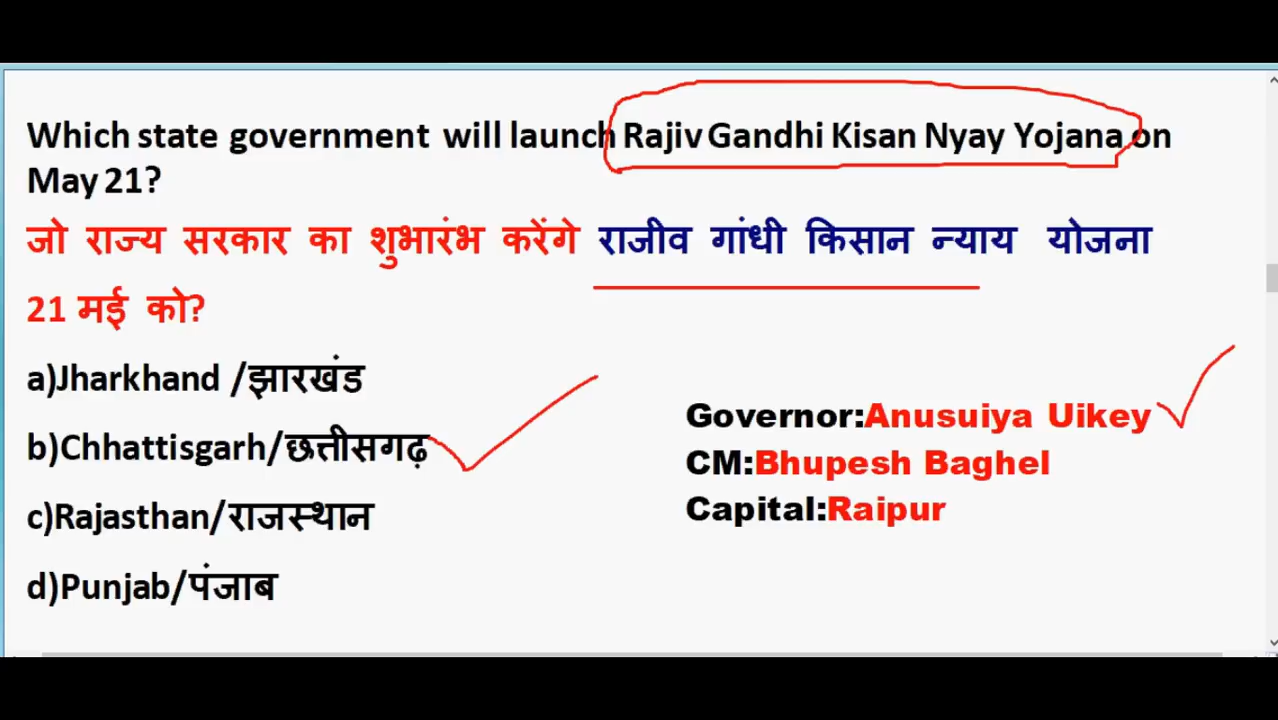 Which state government will launch Rajiv Gandhi Kisan Nyay Yojana on
May 21?
जो राज्य सरकार का शुभारंभ करेंगे राजीव गांधी किसान न्याय योजना
21 मई को?
a)Jharkhand /झारखंड
b)Chhattisgarh/छत्तीसगढ़
c)Rajasthan/राजस्थान
d)Punjab/पंजाब
Governor:Anusuiya Uikey
CM:Bhupesh Baghel
Capital:Raipur